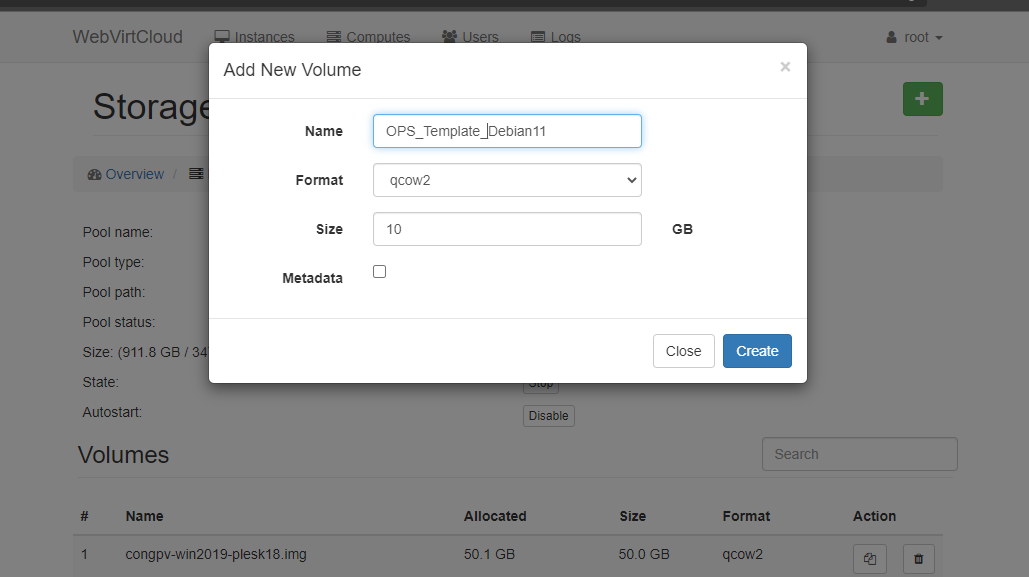 WebVirtCloud Instances Computes Users Logs root
Add New Volume ×
Storage
Name OPS_Template_Debian11
Overview /
Format qcow2
Size 10 GB
Pool name:
Pool type:
Metadata
Pool path:
Pool status:
Size: (911.8 GB / 34
Close Create
State: Stop
Autostart: Disable
Volumes Search
# Name Allocated Size Format Action
1 congpv-win2019-plesk18.img 50.1 GB 50.0 GB qcow2